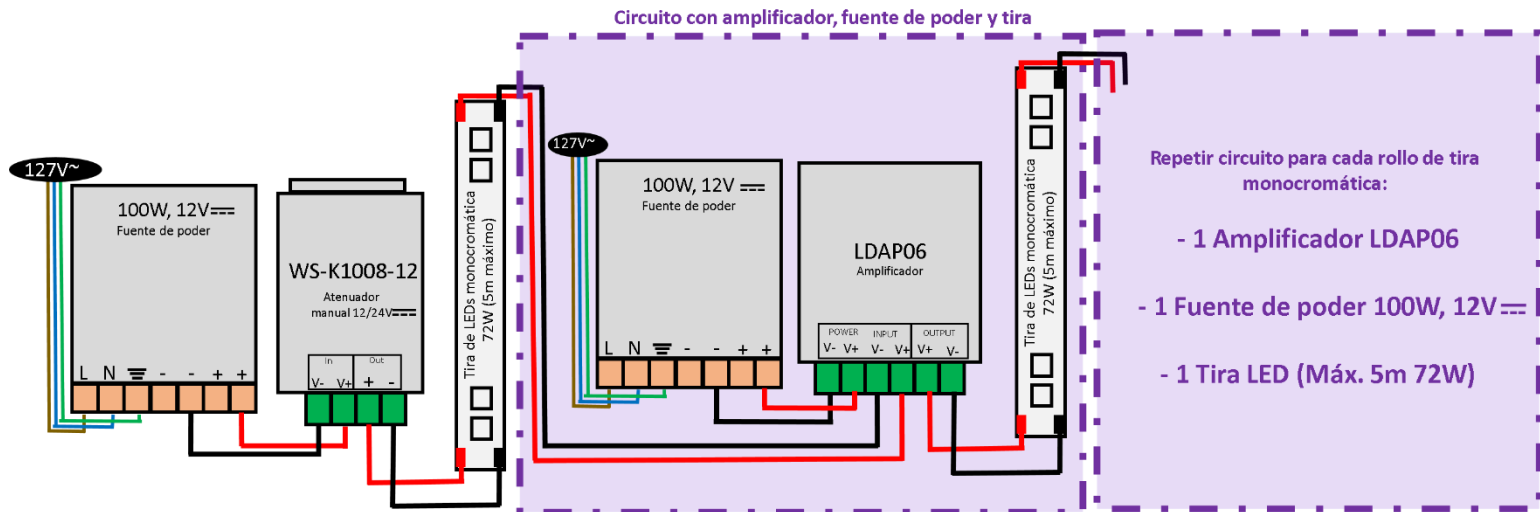 Circuito con amplificador, fuente de poder y tira
127V~
100W, 12V
Fuente de poder
L N - - + +
WS-K1008-12
Atenuador
manual 12/24V
In Out
V- V+ + -
Tira de LEDs monocromática
72W (5m máximo)
127V~
100W, 12V
Fuente de poder
L N - - + +
LDAP06
Amplificador
POWER INPUT OUTPUT
V- V+ V- V+ V+ V-
Tira de LEDs monocromática
72W (5m máximo)
Repetir circuito para cada rollo de tira
monocromática:
- 1 Amplificador LDAP06
- 1 Fuente de poder 100W, 12V
- 1 Tira LED (Máx. 5m 72W)